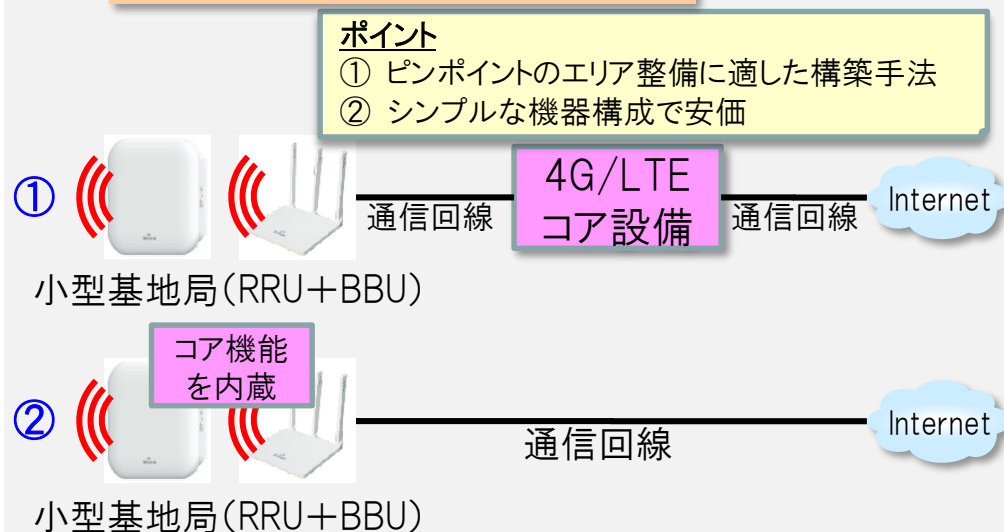 ポイント
① ピンポイントのエリア整備に適した構築手法
② シンプルな機器構成で安価
①
通信回線
4G/LTE
コア設備
通信回線
Internet
小型基地局(RRU+BBU)
コア機能
を内蔵
②
通信回線
Internet
小型基地局(RRU+BBU)